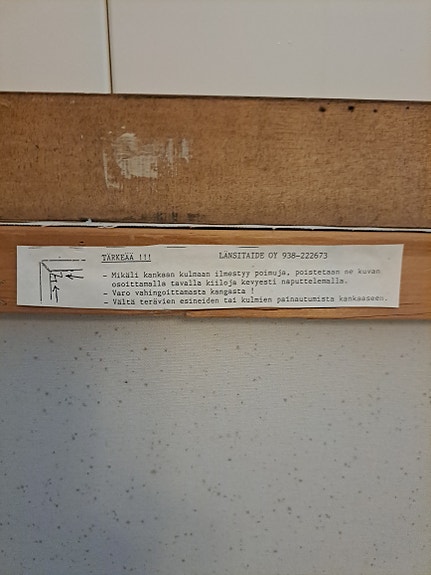 TÄRKEÄÄ !!! LÄNSITAIDE OY 938-222673
- Mikäli kankaan kulmaan ilmestyy poimuja, poistetaan ne kuvan
osoittamalla tavalla kiiloja kevyesti naputtelemalla.
- Varo vahingoittamasta kangasta !
- Vältä terävien esineiden tai kulmien painautumista kankaaseen.